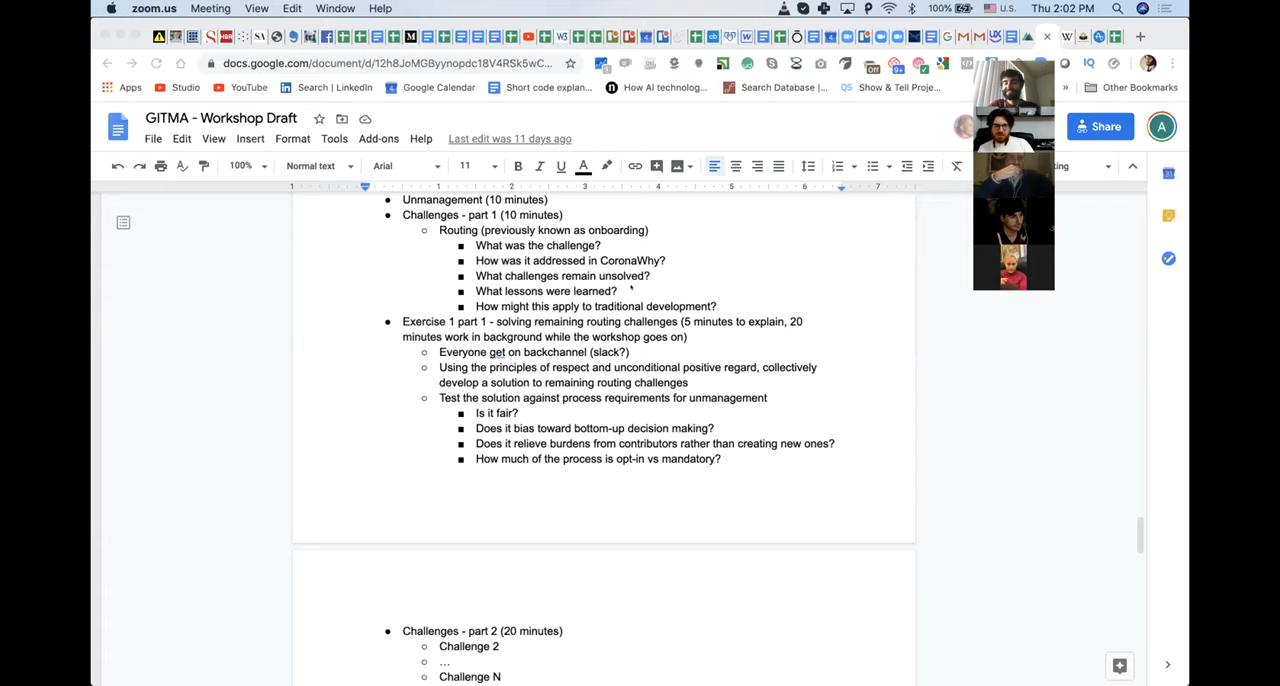 zoom.us Meeting View Edit Window Help 100% U.S. Thu 2:02 PM
docs.google.com/document/d/12h8JoMGByynopdc18V4RSk5wC...
Apps Studio YouTube Search | LinkedIn Google Calendar Short code explan... How AI technolog... Search Database |... QS Show & Tell Proje... » Other Bookmarks
GITMA - Workshop Draft
Share
A
File Edit View Insert Format Tools Add-ons Help Last edit was 11 days ago
100% Normal text Arial 11 B I U A ting
1 1 2 3 4 5 6 7
● Unmanagement (10 minutes)
● Challenges - part 1 (10 minutes)
○ Routing (previously known as onboarding)
■ What was the challenge?
■ How was it addressed in CoronaWhy?
■ What challenges remain unsolved?
■ What lessons were learned?
■ How might this apply to traditional development?
● Exercise 1 part 1 - solving remaining routing challenges (5 minutes to explain, 20
minutes work in background while the workshop goes on)
○ Everyone get on backchannel (slack?)
○ Using the principles of respect and unconditional positive regard, collectively
develop a solution to remaining routing challenges
○ Test the solution against process requirements for unmanagement
■ Is it fair?
■ Does it bias toward bottom-up decision making?
■ Does it relieve burdens from contributors rather than creating new ones?
■ How much of the process is opt-in vs mandatory?
● Challenges - part 2 (20 minutes)
○ Challenge 2
○ ...
○ Challenge N